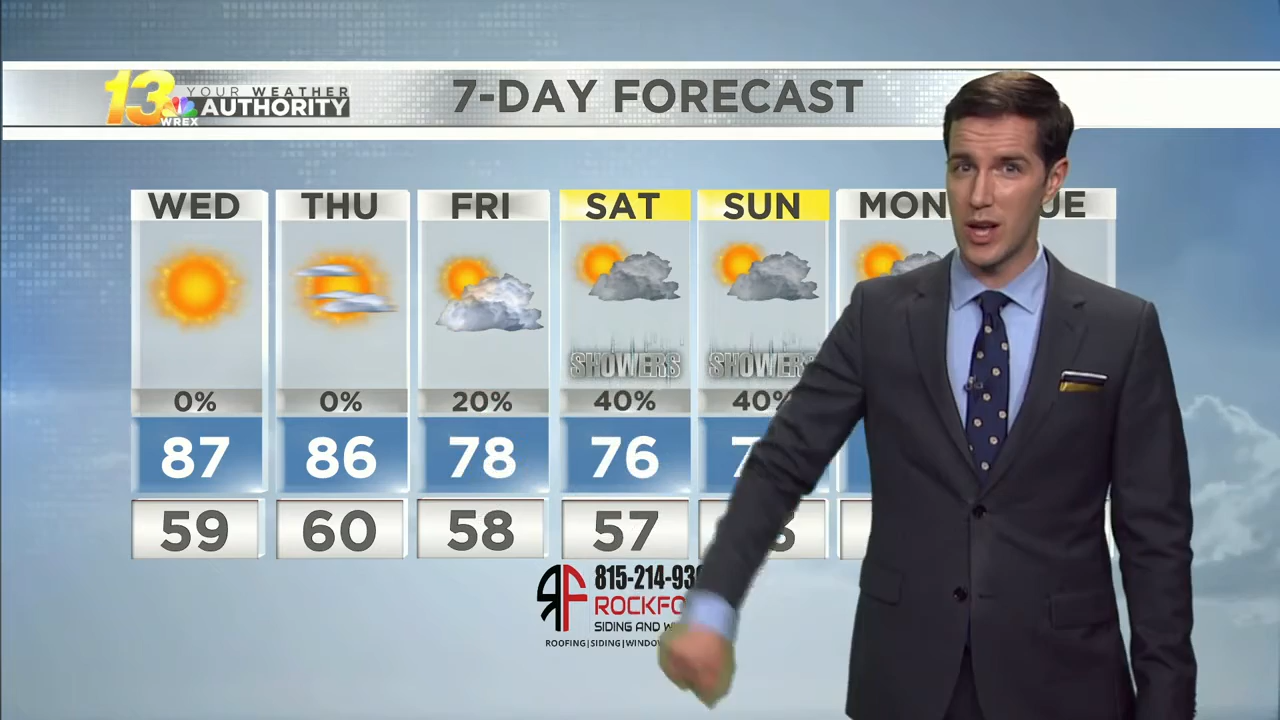 13
WREX
YOUR WEATHER
AUTHORITY
7-DAY FORECAST
WED THU FRI SAT SUN MON
SHOWERS SHOWERS
0% 0% 20% 40% 40%
87 86 78 76
59 60 58 57
RF
815-214-93
ROCKFO
SIDING AND W
ROOFING|SIDING|WINDOW